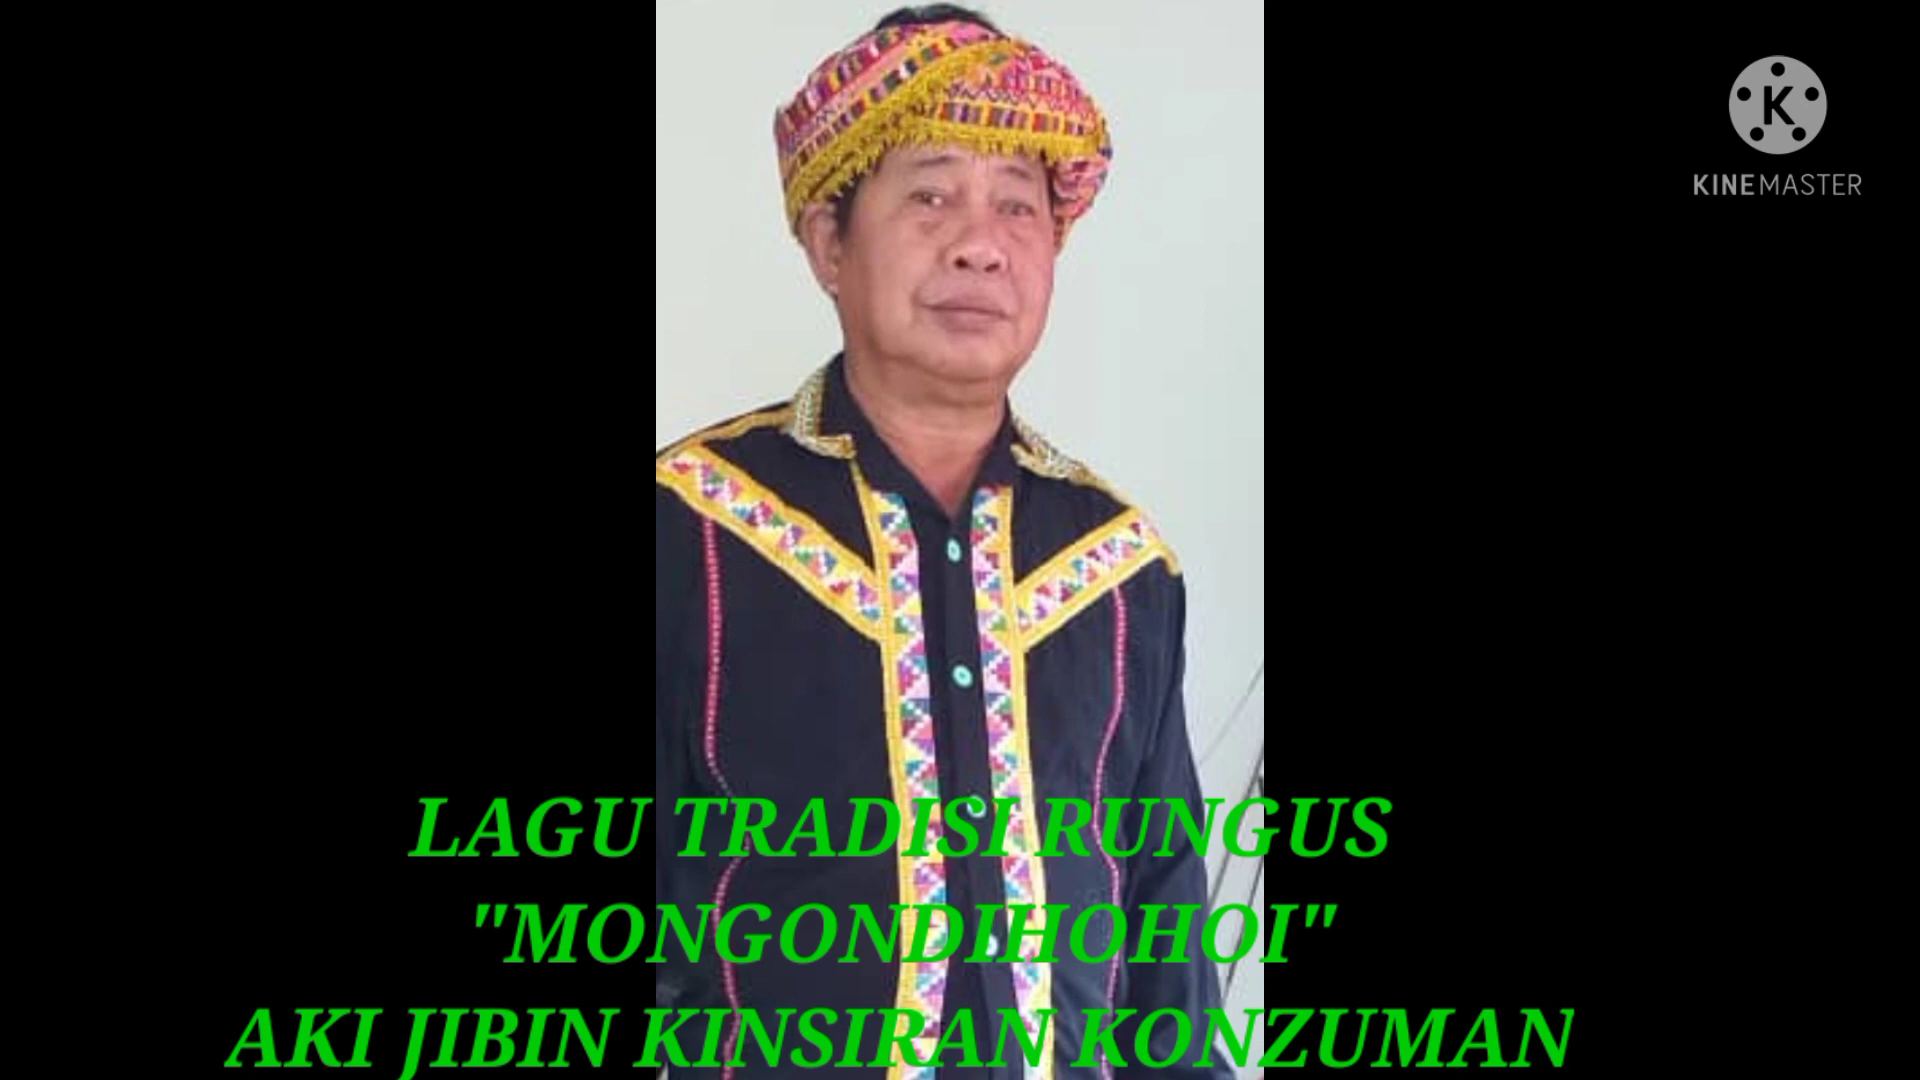 K
KINEMASTER
LAGU TRADISI RUNGUS
"MONGONDIHOHOI"
AKI JIBIN KINSIRAN KONZUMAN